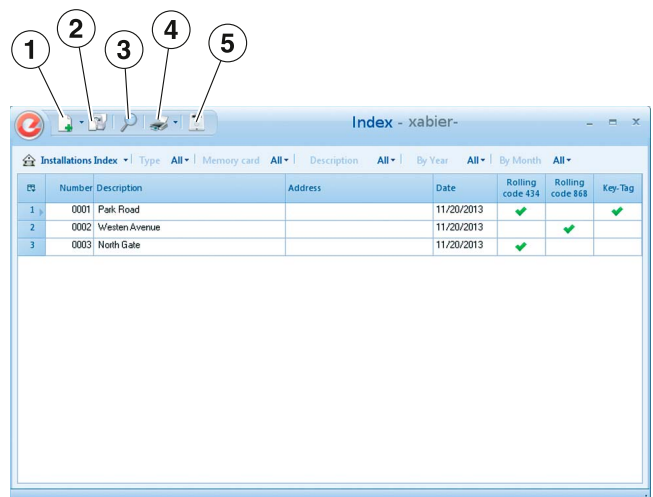 1 2 3 4 5
e Index - xabier-
Installations Index Type All Memory card All Description All By Year All By Month All
Number Description Address Date Rolling code 434 Rolling code 868 Key-Tag
1 0001 Park Road 11/20/2013
2 0002 Westen Avenue 11/20/2013
3 0003 North Gate 11/20/2013